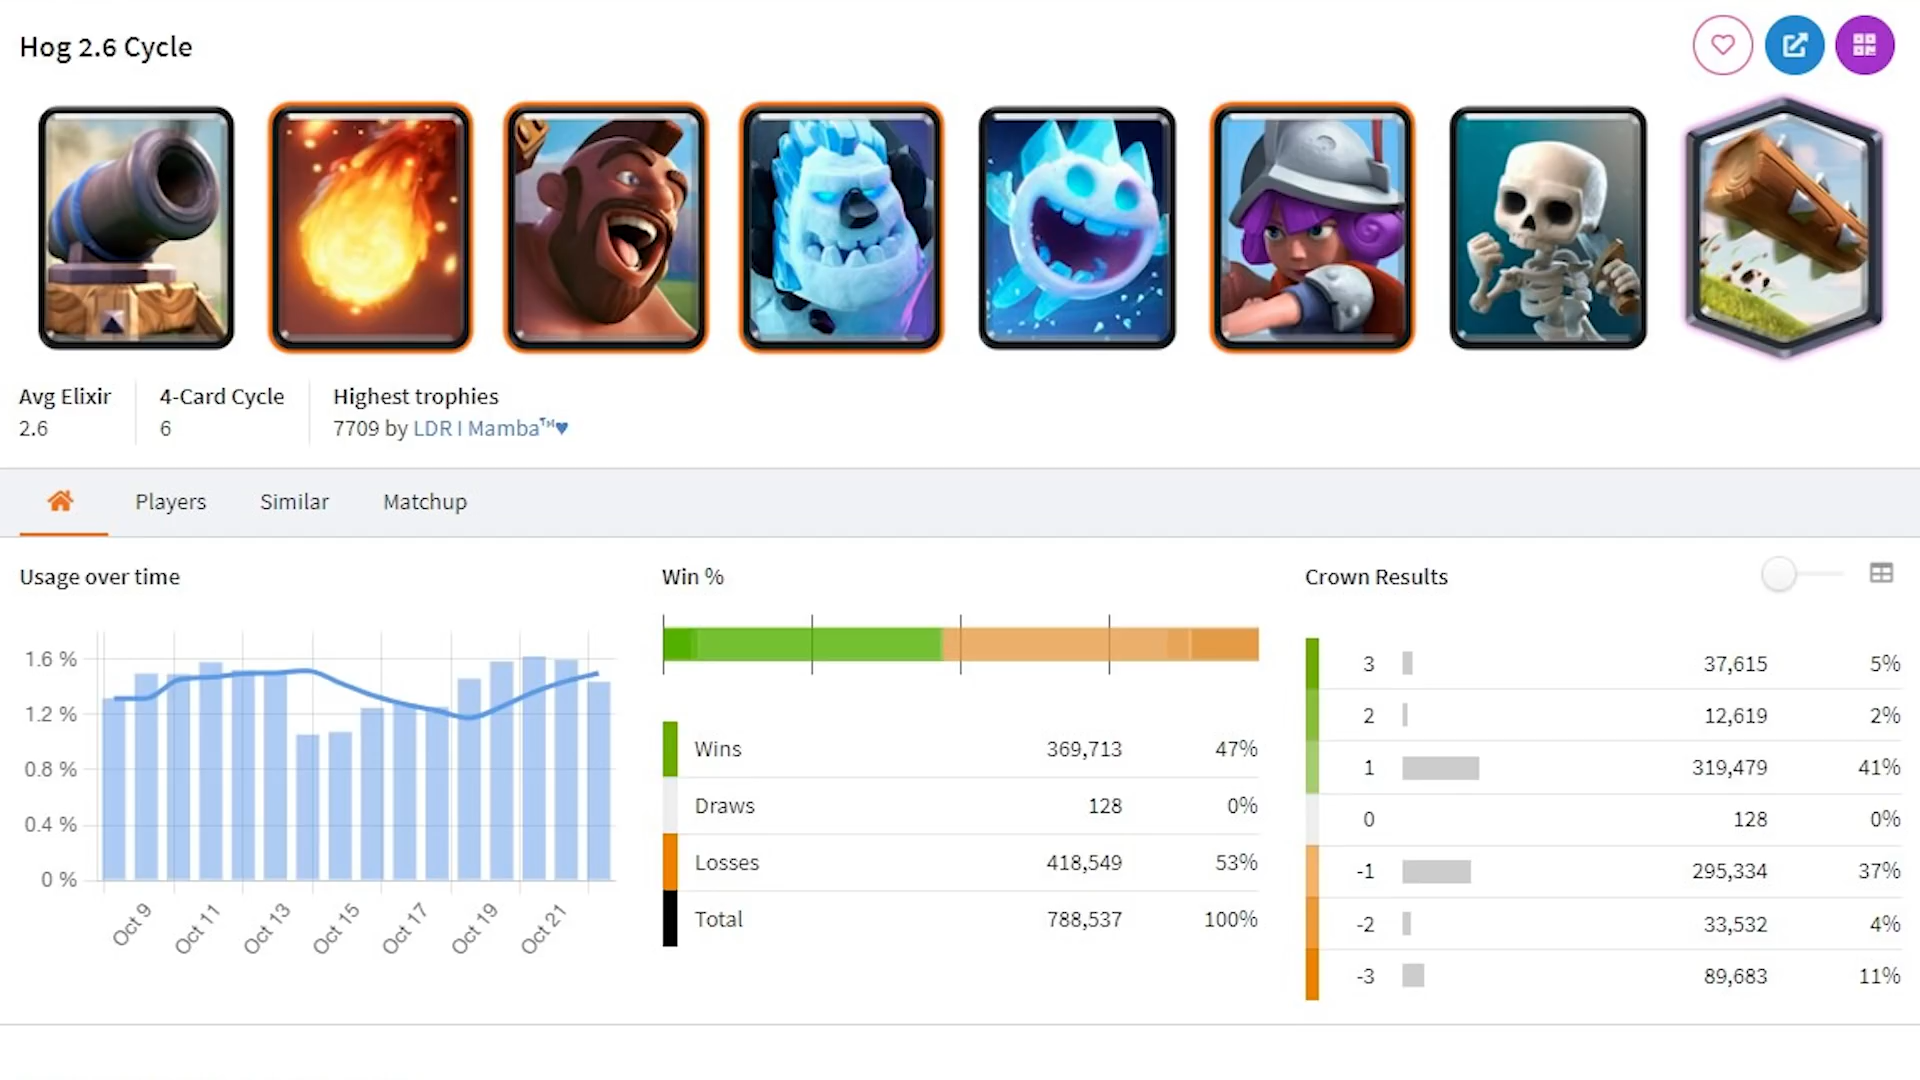 Hog 2.6 Cycle
Avg Elixir
2.6
4-Card Cycle
6
Highest trophies
7709 by LDR I Mamba™♥
Players
Similar
Matchup
Usage over time
1.6 %
1.2 %
0.8 %
0.4 %
0 %
Oct 9
Oct 11
Oct 13
Oct 15
Oct 17
Oct 19
Oct 21
Win %
Wins 369,713 47%
Draws 128 0%
Losses 418,549 53%
Total 788,537 100%
Crown Results
3 37,615 5%
2 12,619 2%
1 319,479 41%
0 128 0%
-1 295,334 37%
-2 33,532 4%
-3 89,683 11%